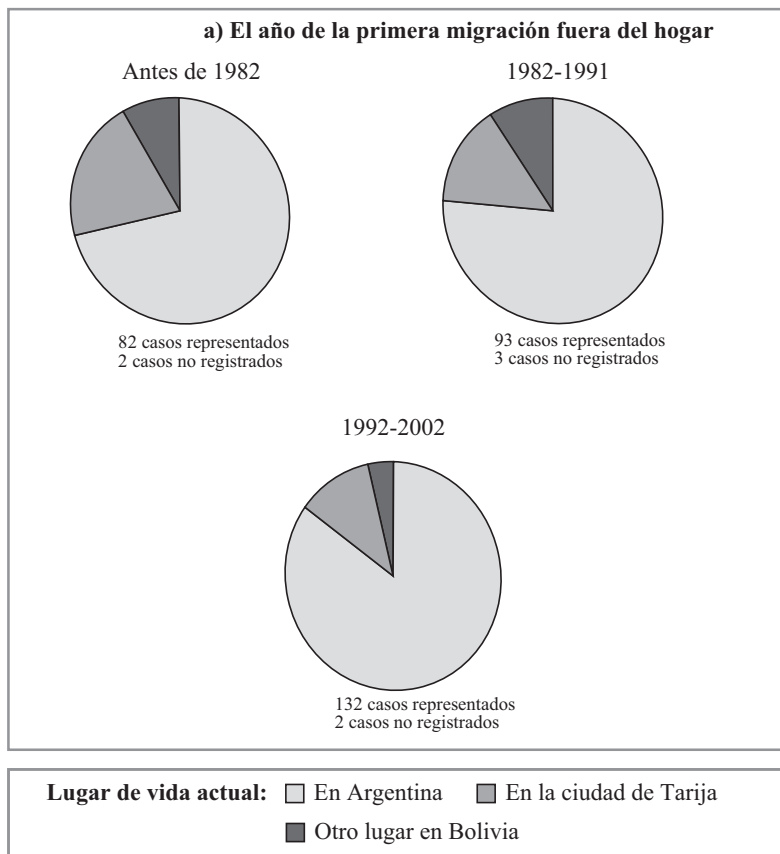 a) El año de la primera migración fuera del hogar
Antes de 1982
1982-1991
82 casos representados
2 casos no registrados
93 casos representados
3 casos no registrados
1992-2002
132 casos representados
2 casos no registrados
Lugar de vida actual: En Argentina En la ciudad de Tarija
Otro lugar en Bolivia